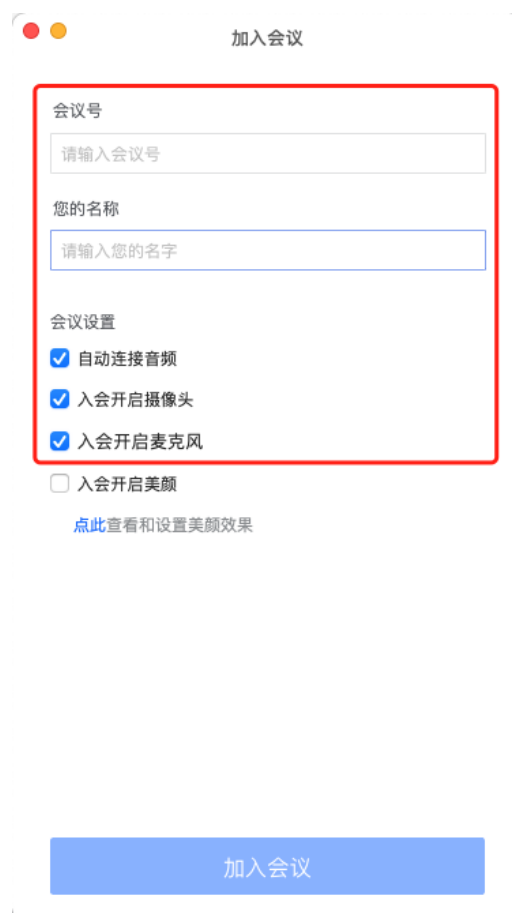 加入会议
会议号
请输入会议号
您的名称
请输入您的名字
会议设置
自动连接音频
入会开启摄像头
入会开启麦克风
入会开启美颜
点此查看和设置美颜效果
加入会议